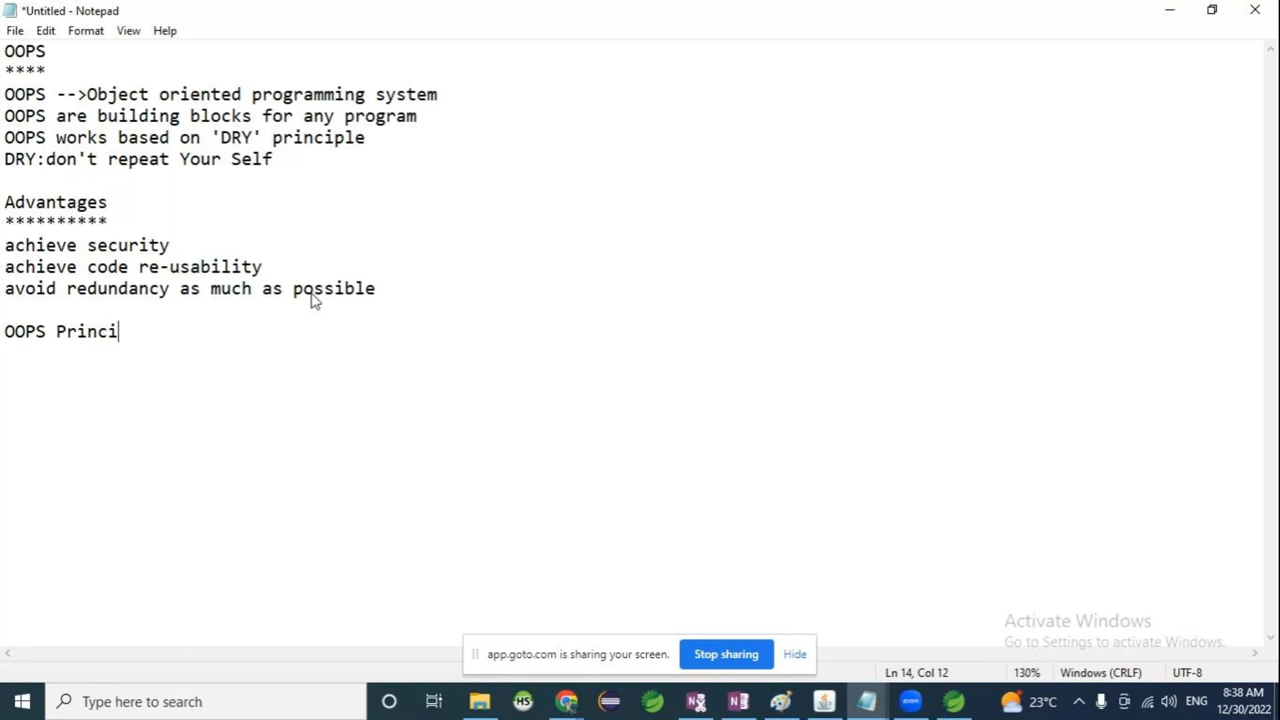 *Untitled - Notepad
File Edit Format View Help
OOPS
****
OOPS -->Object oriented programming system
OOPS are building blocks for any program
OOPS works based on 'DRY' principle
DRY:don't repeat Your Self
Advantages
**********
achieve security
achieve code re-usability
avoid redundancy as much as possible
OOPS Princi
Activate Windows
Go to Settings to activate Windows.
app.goto.com is sharing your screen. Stop sharing Hide
Ln 14, Col 12 130% Windows (CRLF) UTF-8
Type here to search HS zoom 23°C ENG 8:38 AM
12/30/2022